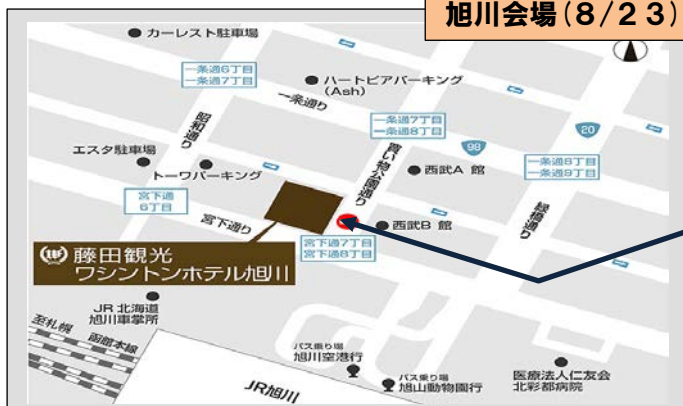 旭川会場(8/23)
カーレスト駐車場
一条通6丁目
一条通7丁目
ハートピアパーキング
(Ash)
一条通り
一条通7丁目
一条通8丁目
昭和通り
買い物公園通り
98
20
エスタ駐車場
トーワパーキング
西武A 館
一条通8丁目
一条通9丁目
宮下通
6丁目
宮下通り
西武B 館
緑橋通り
宮下通7丁目
宮下通8丁目
藤田観光
ワシントンホテル旭川
JR 北海道
旭川車掌所
至札幌
函館本線
バス乗り場
旭川空港行
バス乗り場
旭山動物園行
医療法人仁友会
北彩都病院
JR旭川